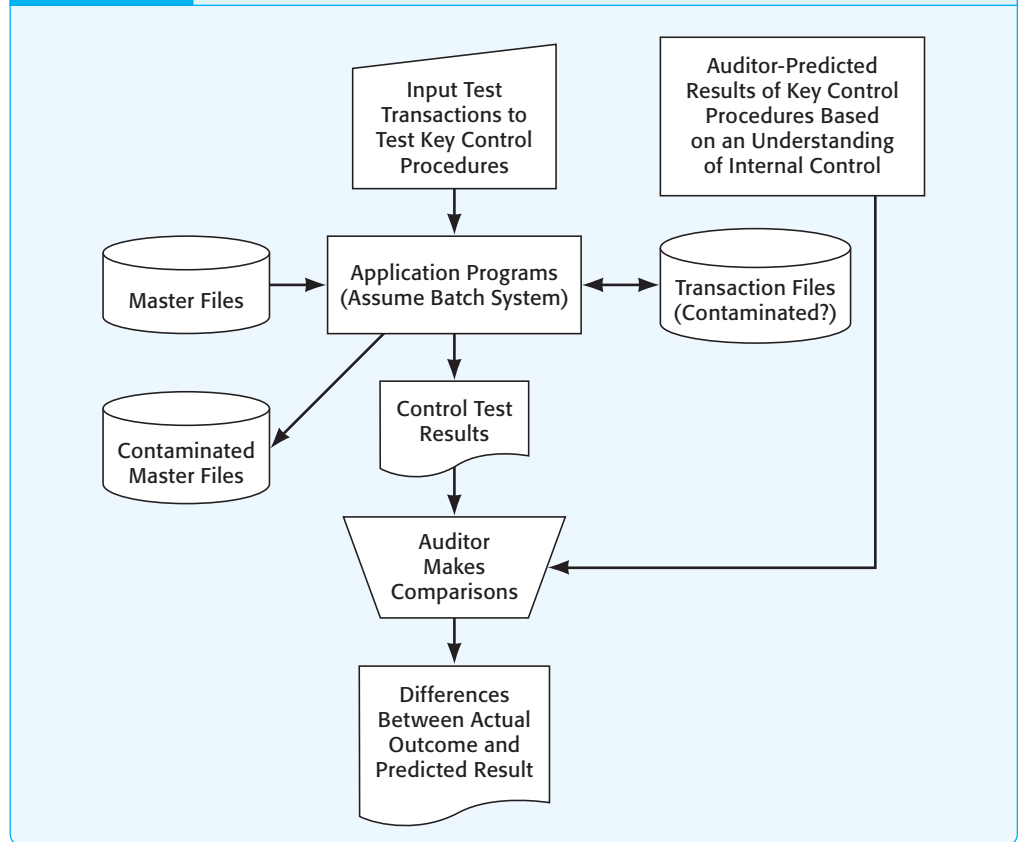 Input Test
Transactions to
Test Key Control
Procedures
Auditor-Predicted
Results of Key Control
Procedures Based
on an Understanding
of Internal Control
Master Files
Application Programs
(Assume Batch System)
Transaction Files
(Contaminated?)
Contaminated
Master Files
Control Test
Results
Auditor
Makes
Comparisons
Differences
Between Actual
Outcome and
Predicted Result